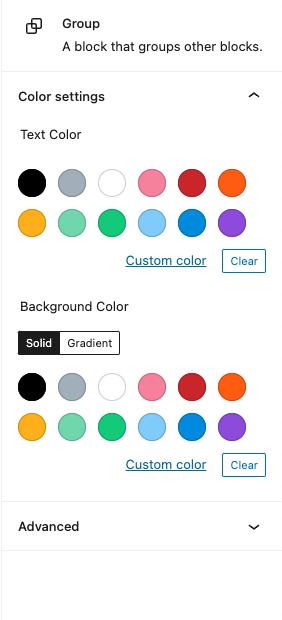 Group
A block that groups other blocks.
Color settings
Text Color
Custom color Clear
Background Color
Solid Gradient
Custom color Clear
Advanced